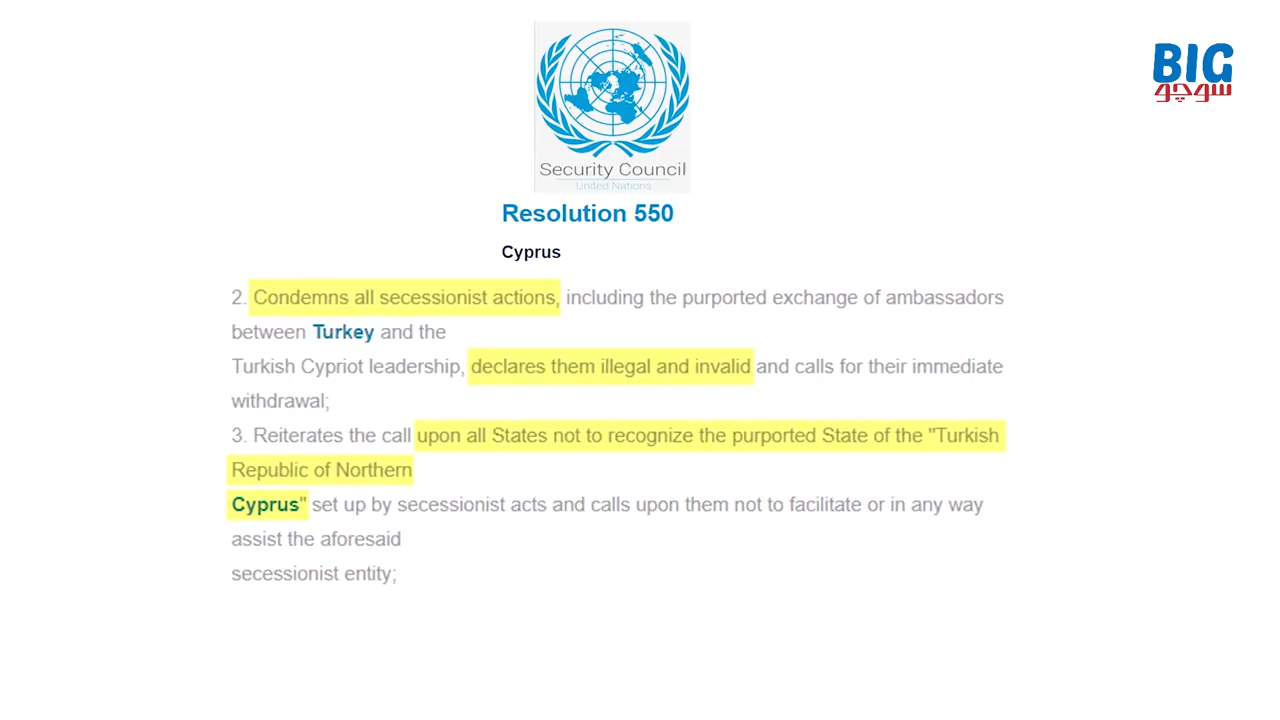 BIG
سوچو
Security Council
United Nations
Resolution 550
Cyprus
2. Condemns all secessionist actions, including the purported exchange of ambassadors
between Turkey and the
Turkish Cypriot leadership, declares them illegal and invalid and calls for their immediate
withdrawal;
3. Reiterates the call upon all States not to recognize the purported State of the "Turkish
Republic of Northern
Cyprus" set up by secessionist acts and calls upon them not to facilitate or in any way
assist the aforesaid
secessionist entity;